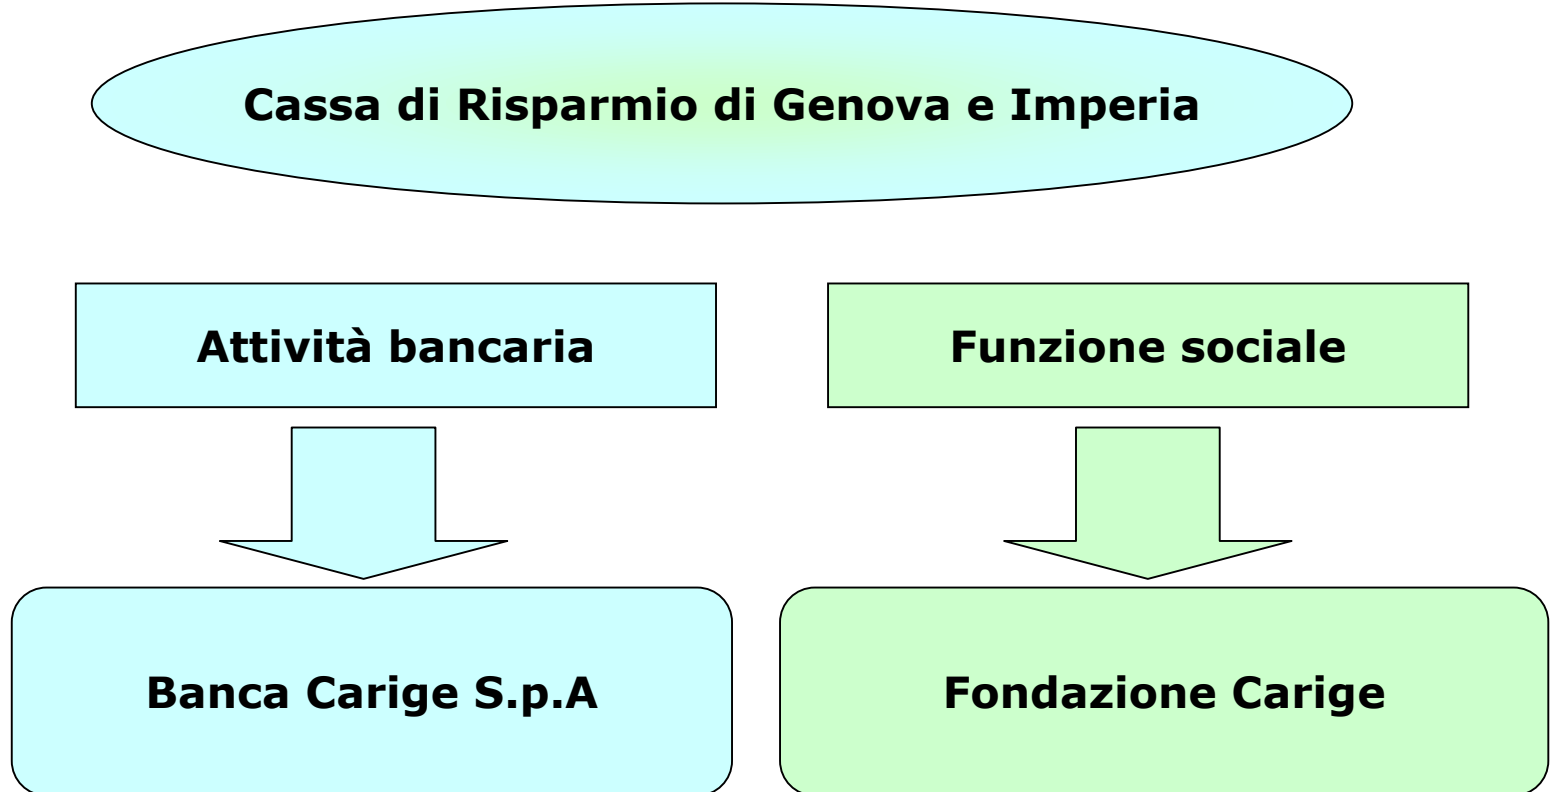 Cassa di Risparmio di Genova e Imperia
Attività bancaria
Funzione sociale
Banca Carige S.p.A
Fondazione Carige